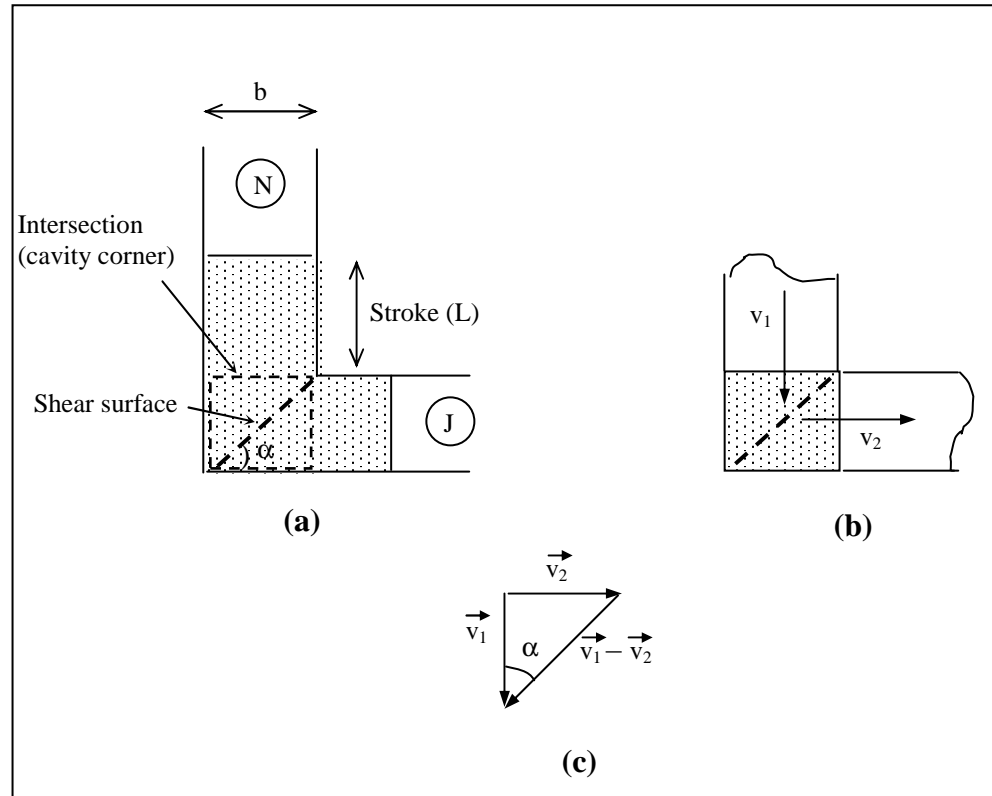 b
N
Intersection
(cavity corner)
Stroke (L)
Shear surface
α
J
(a)
v₁
v₂
(b)
v₂
v₁
α
v₁ – v₂
(c)